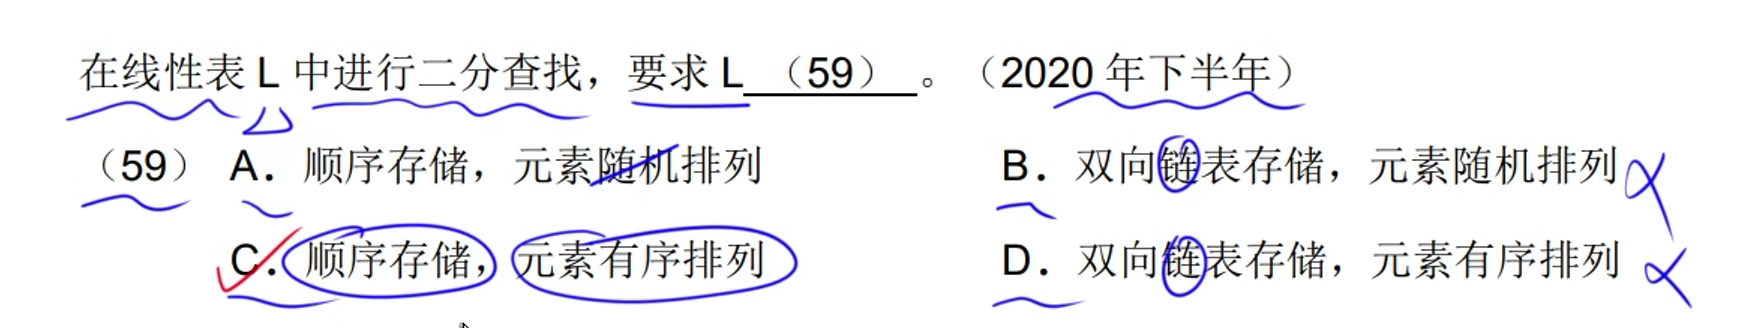 在线性表 L 中进行二分查找，要求 L （59） 。（2020 年下半年）
（59） A． 顺序存储，元素随机排列 B． 双向链表存储，元素随机排列
C． 顺序存储，元素有序排列 D． 双向链表存储，元素有序排列